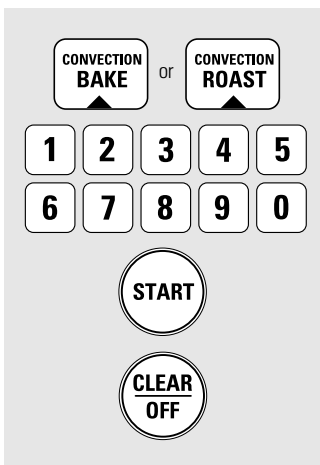 CONVECTION BAKE or CONVECTION ROAST
1 2 3 4 5
6 7 8 9 0
START
CLEAR
OFF